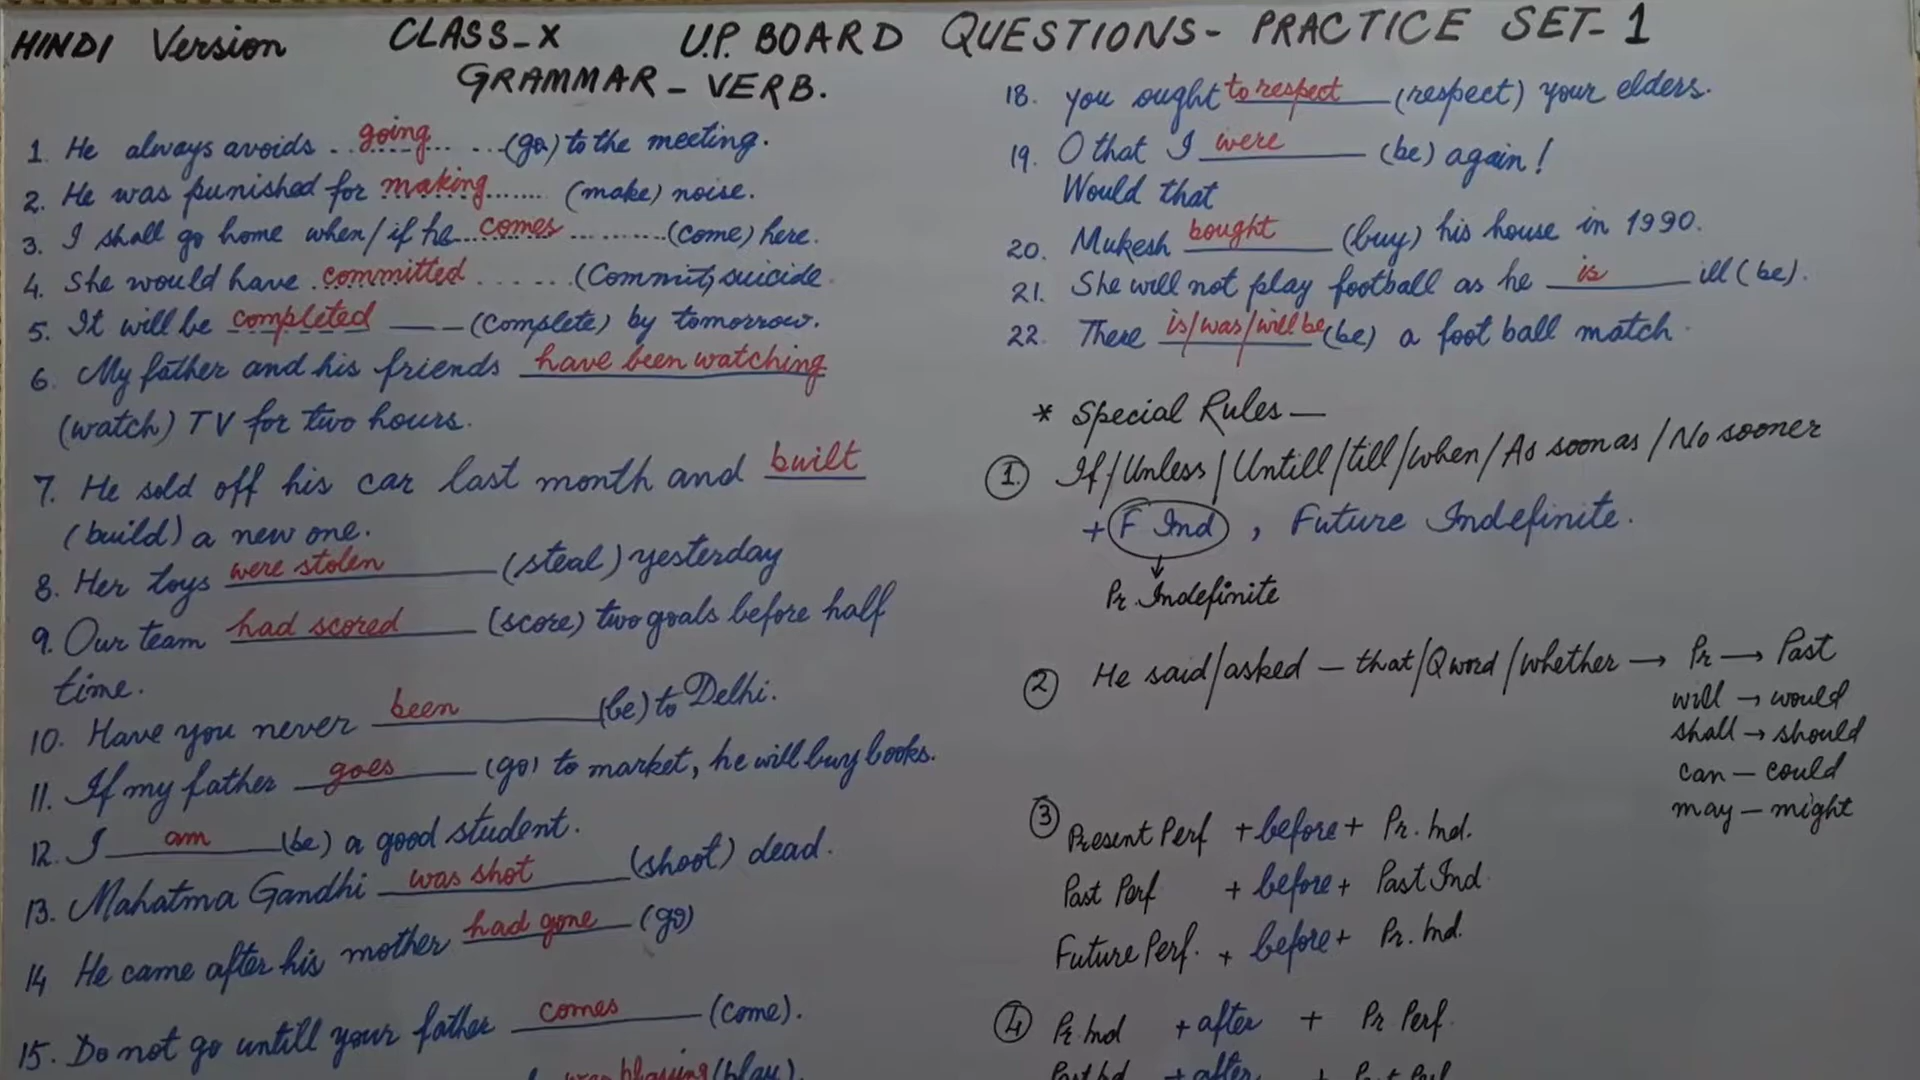 HINDI Version CLASS-X U.P. BOARD QUESTIONS- PRACTICE SET-1
GRAMMAR - VERB.
1. He always avoids going (go) to the meeting.
2. He was punished for making (make) noise.
3. I shall go home when/if he comes (come) here.
4. She would have committed (Commit) suicide.
5. It will be completed (Complete) by tomorrow.
6. My father and his friends have been watching
(watch) TV for two hours.
7. He sold off his car last month and built
(build) a new one.
8. Her toys were stolen (steal) yesterday
9. Our team had scored (score) two goals before half
time.
10. Have you never been (be) to Delhi.
11. If my father goes (go) to market, he will buy books.
12. I am (be) a good student.
13. Mahatma Gandhi was shot (shoot) dead.
14 He came after his mother had gone (go)
15. Do not go untill your father comes (come).
was playing (play).
18. you ought to respect (respect) your elders.
19. O that I were (be) again!
Would that
20. Mukesh bought (buy) his house in 1990.
21. She will not play football as he is ill (be).
22. There is/was/will be (be) a foot ball match.
* Special Rules —
1. If/Unless/Untill/till/when/As soon as/No sooner
+ F Ind, Future Indefinite.
↓
Pr. Indefinite
2 He said/asked — that/Q word/whether → Pr → Past
will → would
shall → should
can — could
may — might
3 Present Perf + before + Pr. Ind.
Past Perf + before + Past Ind
Future Perf. + before + Pr. Ind.
4 Pr. Ind + after + Pr Perf.
Past Ind + after + Past Perf